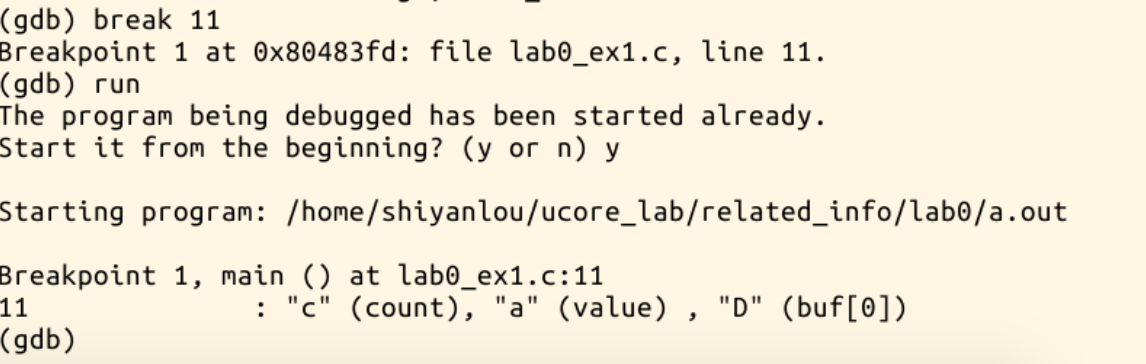 (gdb) break 11
Breakpoint 1 at 0x80483fd: file lab0_ex1.c, line 11.
(gdb) run
The program being debugged has been started already.
Start it from the beginning? (y or n) y
Starting program: /home/shiyanlou/ucore_lab/related_info/lab0/a.out
Breakpoint 1, main () at lab0_ex1.c:11
11              : "c" (count), "a" (value) , "D" (buf[0])
(gdb)